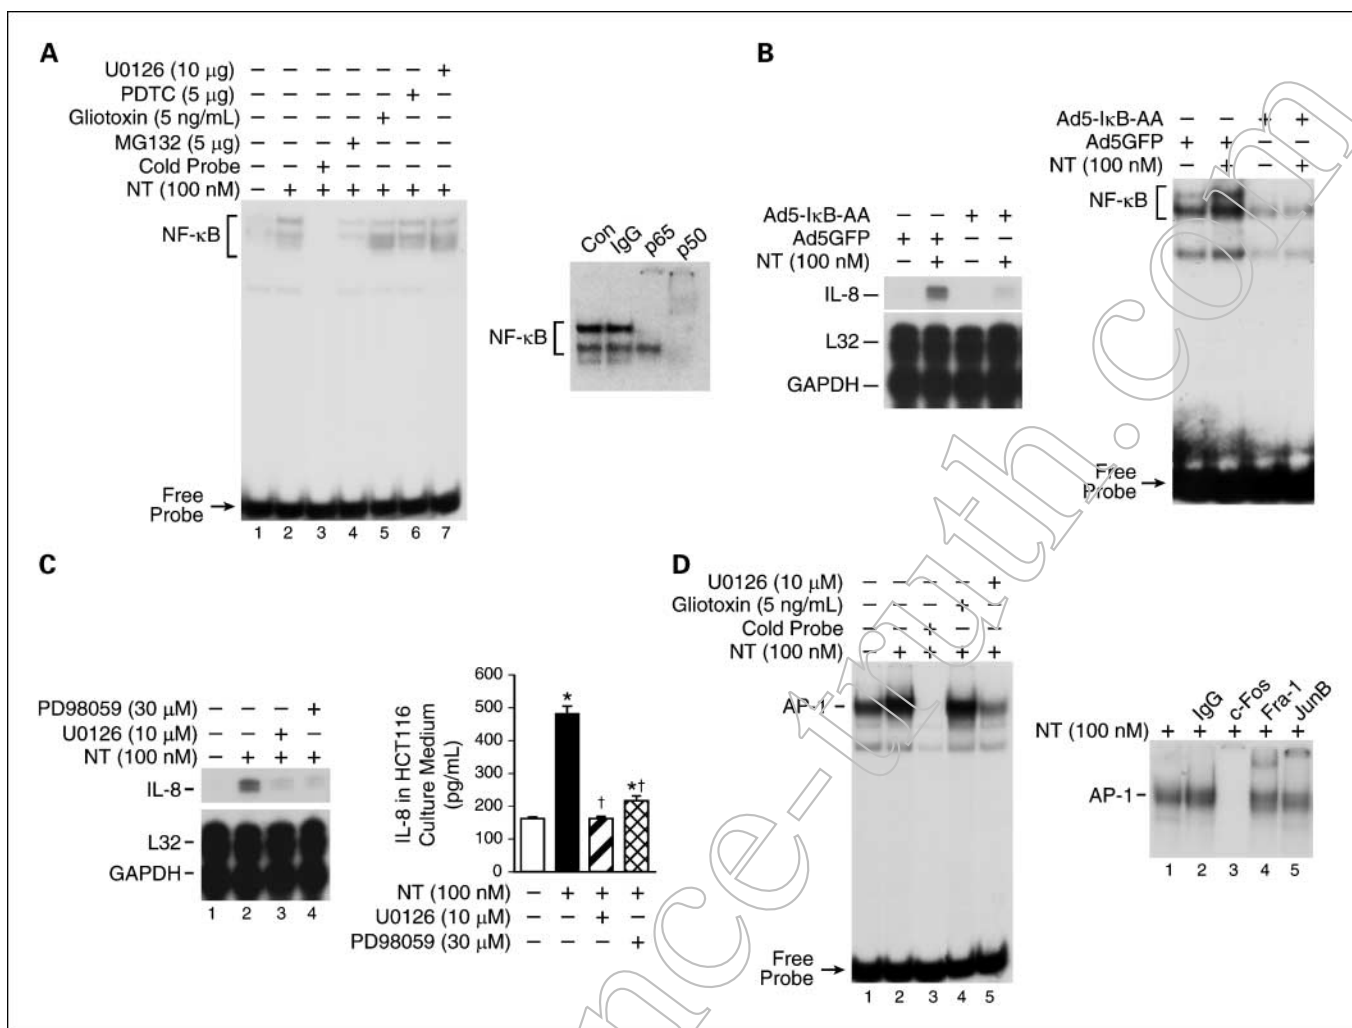 A
U0126 (10 μg) – – – – – – +
PDTC (5 μg) – – – – – + –
Gliotoxin (5 ng/mL) – – – – + – –
MG132 (5 μg) – – – + – – –
Cold Probe – – + – – – –
NT (100 nM) – + + + + + +
NF-κB
Free
Probe
1 2 3 4 5 6 7
Con IgG p65 p50
NF-κB
B
Ad5-IκB-AA – – + +
Ad5GFP + + – –
NT (100 nM) – + – +
IL-8
L32
GAPDH
Ad5-IκB-AA – – + +
Ad5GFP + + – –
NT (100 nM) – + – +
NF-κB
Free
Probe
C
PD98059 (30 μM) – – – +
U0126 (10 μM) – – + –
NT (100 nM) – + + +
IL-8
L32
GAPDH
1 2 3 4
IL-8 in HCT116
Culture Medium
(pg/mL)
600
500
400
300
200
100
0
* † *†
NT (100 nM) – + + +
U0126 (10 μM) – – + –
PD98059 (30 μM) – – – +
D
U0126 (10 μM) – – – – +
Gliotoxin (5 ng/mL) – – – + –
Cold Probe – – + – –
NT (100 nM) – + + + +
AP-1
Free
Probe
1 2 3 4 5
IgG c-Fos Fra-1 JunB
NT (100 nM) + + + + +
AP-1
1 2 3 4 5